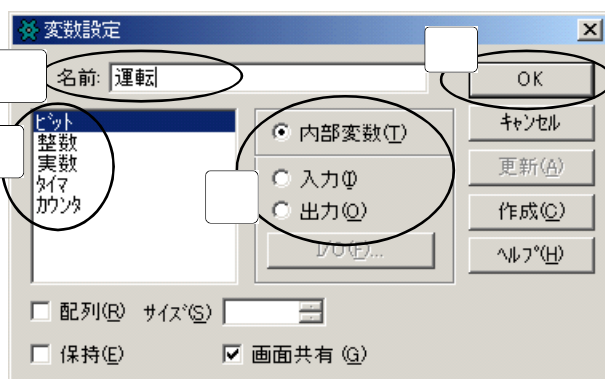 変数設定
名前: 運転
OK
ビット
整数
実数
タイマ
カウンタ
内部変数(T)
入力(I)
出力(O)
I/O(F)...
キャンセル
更新(A)
作成(C)
ヘルプ(H)
配列(R) サイズ(S)
保持(E)
画面共有 (G)